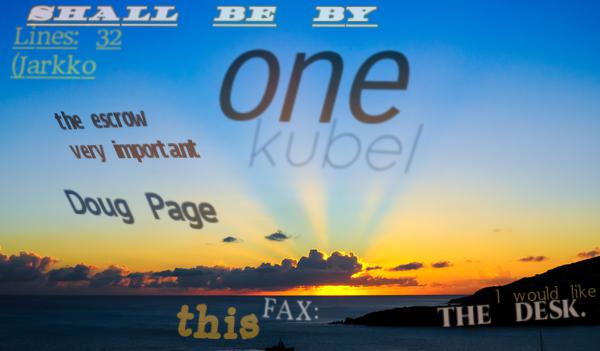 SHALL BE BY
Lines: 32
(Jarkko
one
kubel
the escrow
very important
Doug Page
this
FAX:
I would like
THE DESK.